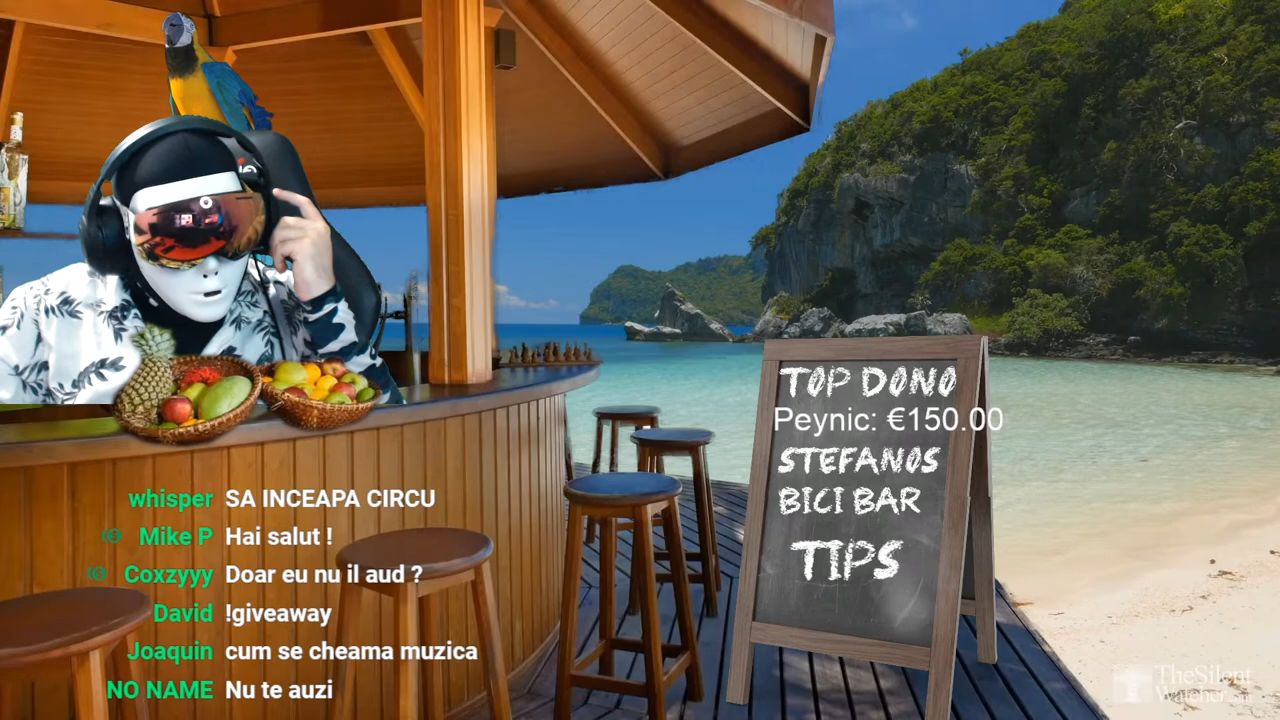 TOP DONO
Peynic: €150.00
STEFANOS
BICI BAR
TIPS
whisper SA INCEAPA CIRCU
Mike P Hai salut !
Coxzyyy Doar eu nu il aud ?
David !giveaway
Joaquin cum se cheama muzica
NO NAME Nu te auzi
TheSilent
Watcher.com